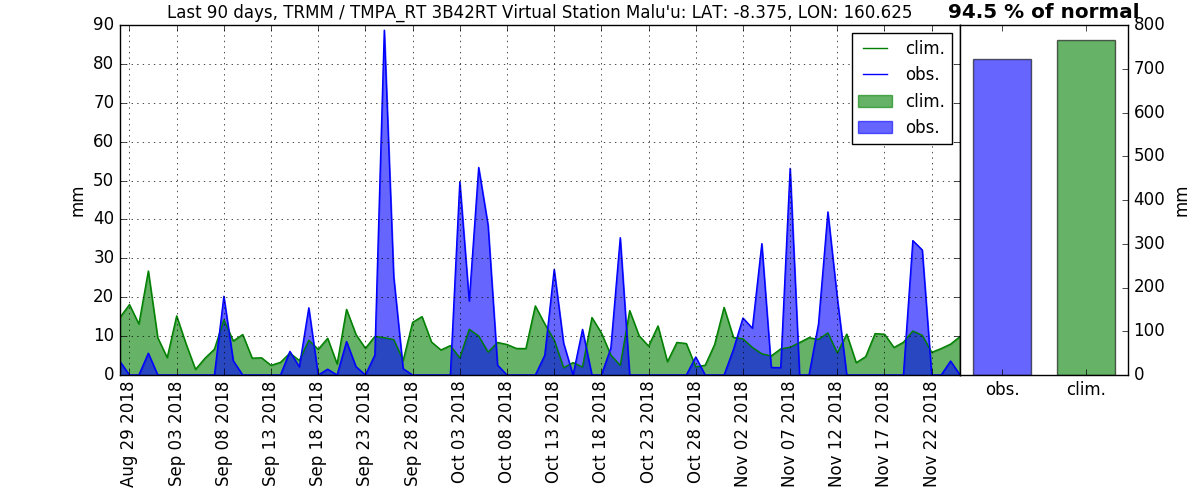 Last 90 days, TRMM / TMPA_RT 3B42RT Virtual Station Malu'u: LAT: -8.375, LON: 160.625
94.5 % of normal
90
80
70
60
50
40
30
20
10
0
mm
clim.
obs.
clim.
obs.
Aug 29 2018
Sep 03 2018
Sep 08 2018
Sep 13 2018
Sep 18 2018
Sep 23 2018
Sep 28 2018
Oct 03 2018
Oct 08 2018
Oct 13 2018
Oct 18 2018
Oct 23 2018
Oct 28 2018
Nov 02 2018
Nov 07 2018
Nov 12 2018
Nov 17 2018
Nov 22 2018
800
700
600
500
400
300
200
100
0
mm
obs.
clim.